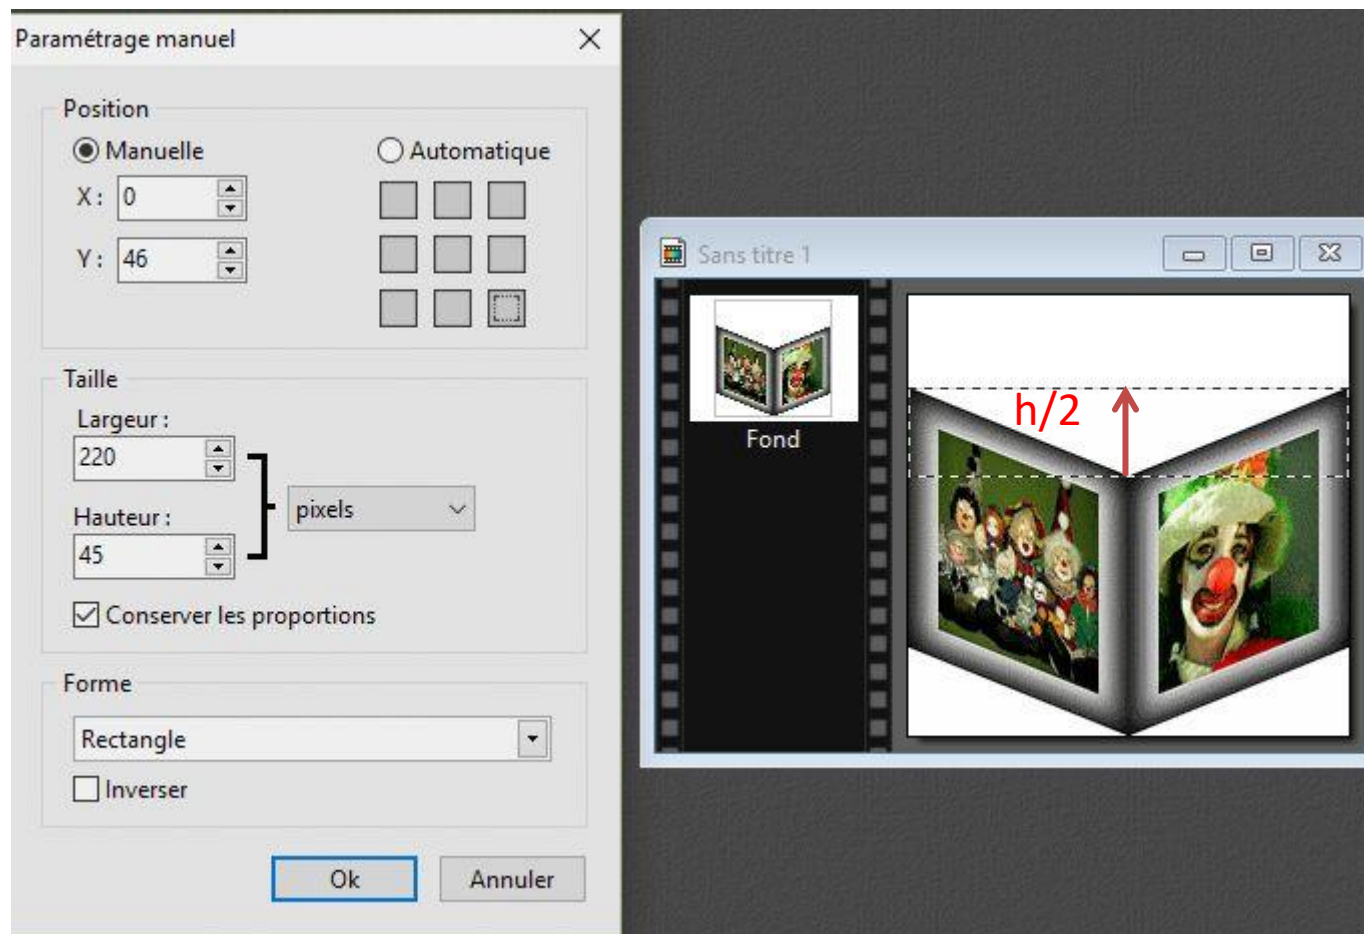 Paramétrage manuel
Position
Manuelle
Automatique
X : 0
Y : 46
Taille
Largeur :
220
Hauteur :
45
pixels
Conserver les proportions
Forme
Rectangle
Inverser
Ok
Annuler
Sans titre 1
Fond
h/2